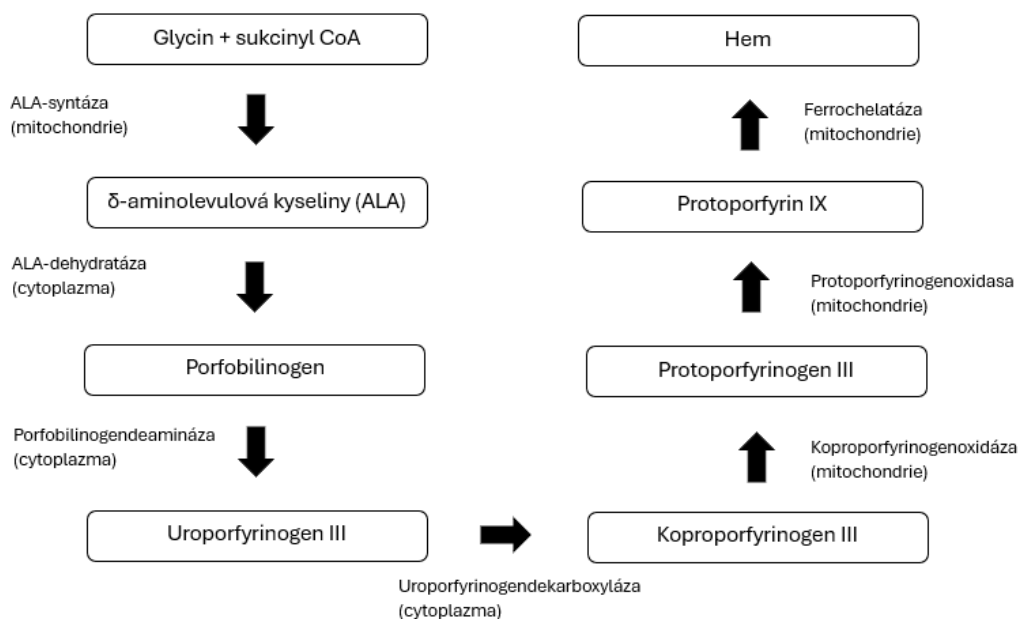 Glycin + sukcinyl CoA
ALA-syntáza
(mitochondrie)
δ-aminolevulová kyseliny (ALA)
ALA-dehydratáza
(cytoplazma)
Porfobilinogen
Porfobilinogendeamináza
(cytoplazma)
Uroporfyrinogen III
Uroporfyrinogendekarboxyláza
(cytoplazma)
Koproporfyrinogen III
Koproporfyrinogenoxidáza
(mitochondrie)
Protoporfyrinogen III
Protoporfyrinogenoxidasa
(mitochondrie)
Protoporfyrin IX
Ferrochelatáza
(mitochondrie)
Hem